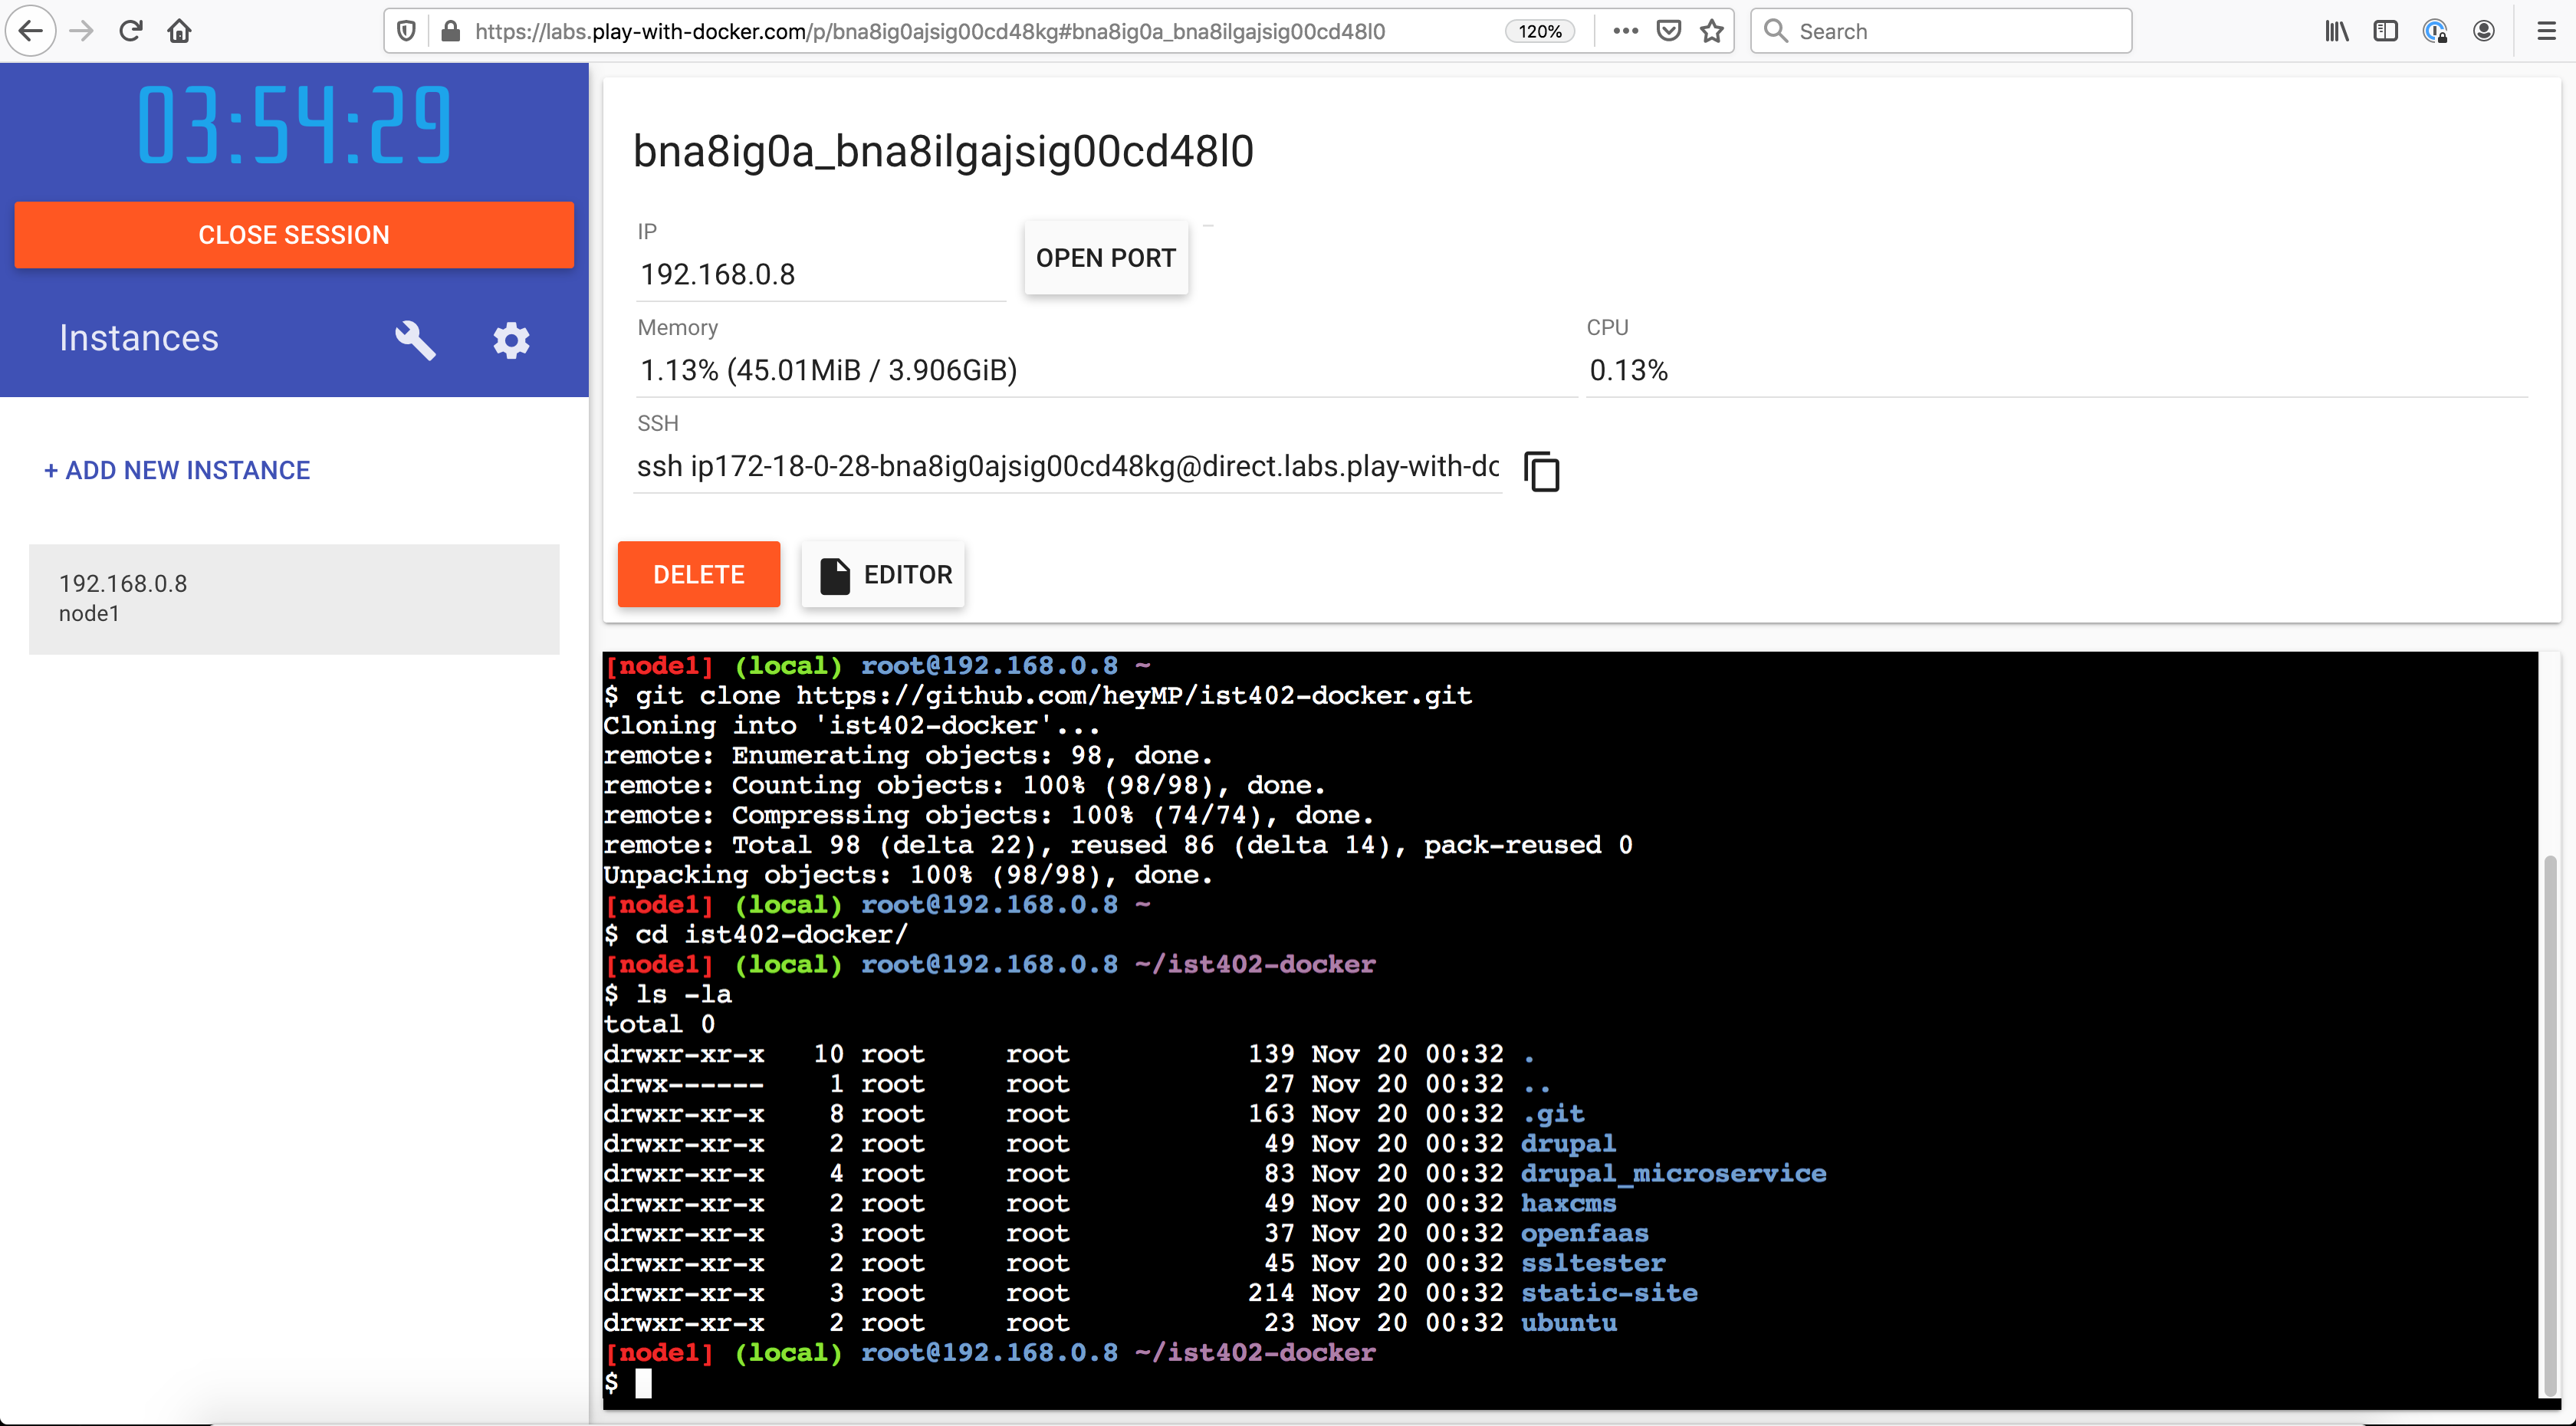 https://labs.play-with-docker.com/p/bna8ig0ajsig00cd48kg#bna8ig0a_bna8ilgajsig00cd48l0
120%
Search
03:54:29
CLOSE SESSION
Instances
+ ADD NEW INSTANCE
192.168.0.8
node1
bna8ig0a_bna8ilgajsig00cd48l0
IP
192.168.0.8
OPEN PORT
Memory
1.13% (45.01MiB / 3.906GiB)
CPU
0.13%
SSH
ssh ip172-18-0-28-bna8ig0ajsig00cd48kg@direct.labs.play-with-dc
DELETE
EDITOR
[node1] (local) root@192.168.0.8 ~
$ git clone https://github.com/heyMP/ist402-docker.git
Cloning into 'ist402-docker'...
remote: Enumerating objects: 98, done.
remote: Counting objects: 100% (98/98), done.
remote: Compressing objects: 100% (74/74), done.
remote: Total 98 (delta 22), reused 86 (delta 14), pack-reused 0
Unpacking objects: 100% (98/98), done.
[node1] (local) root@192.168.0.8 ~
$ cd ist402-docker/
[node1] (local) root@192.168.0.8 ~/ist402-docker
$ ls -la
total 0
drwxr-xr-x   10 root     root           139 Nov 20 00:32 .
drwx------    1 root     root            27 Nov 20 00:32 ..
drwxr-xr-x    8 root     root           163 Nov 20 00:32 .git
drwxr-xr-x    2 root     root            49 Nov 20 00:32 drupal
drwxr-xr-x    4 root     root            83 Nov 20 00:32 drupal_microservice
drwxr-xr-x    2 root     root            49 Nov 20 00:32 haxcms
drwxr-xr-x    3 root     root            37 Nov 20 00:32 openfaas
drwxr-xr-x    2 root     root            45 Nov 20 00:32 ssltester
drwxr-xr-x    3 root     root           214 Nov 20 00:32 static-site
drwxr-xr-x    2 root     root            23 Nov 20 00:32 ubuntu
[node1] (local) root@192.168.0.8 ~/ist402-docker
$